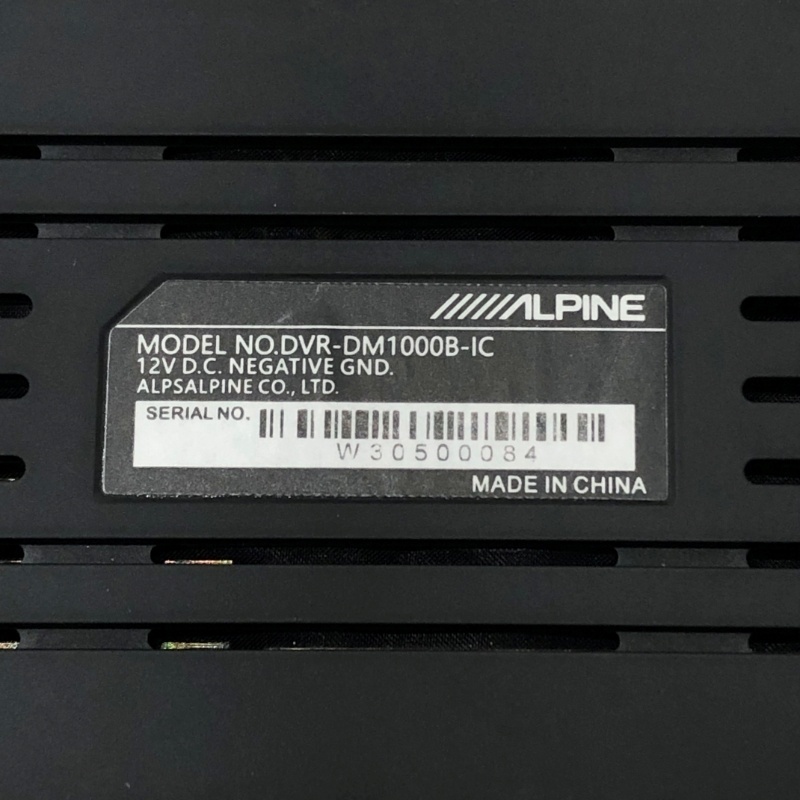 ALPINE
MODEL NO.DVR-DM1000B-IC
12V D.C. NEGATIVE GND.
ALPSALPINE CO., LTD.
SERIAL NO.
W30500084
MADE IN CHINA